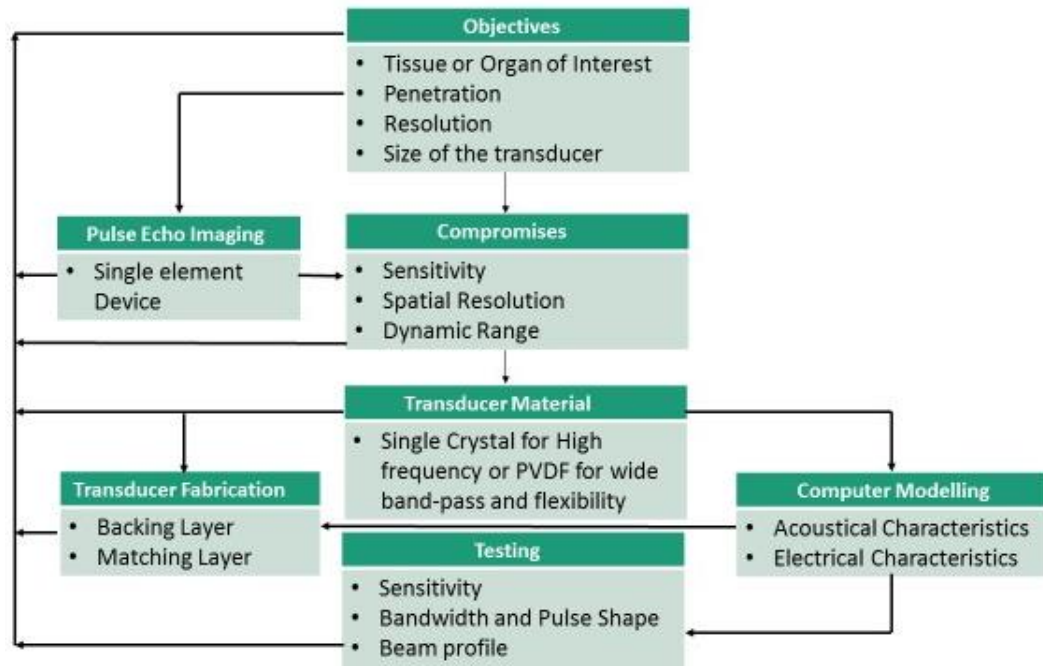 Objectives
• Tissue or Organ of Interest
• Penetration
• Resolution
• Size of the transducer
Pulse Echo Imaging
• Single element
Device
Compromises
• Sensitivity
• Spatial Resolution
• Dynamic Range
Transducer Material
• Single Crystal for High
frequency or PVDF for wide
band-pass and flexibility
Transducer Fabrication
• Backing Layer
• Matching Layer
Computer Modelling
• Acoustical Characteristics
• Electrical Characteristics
Testing
• Sensitivity
• Bandwidth and Pulse Shape
• Beam profile